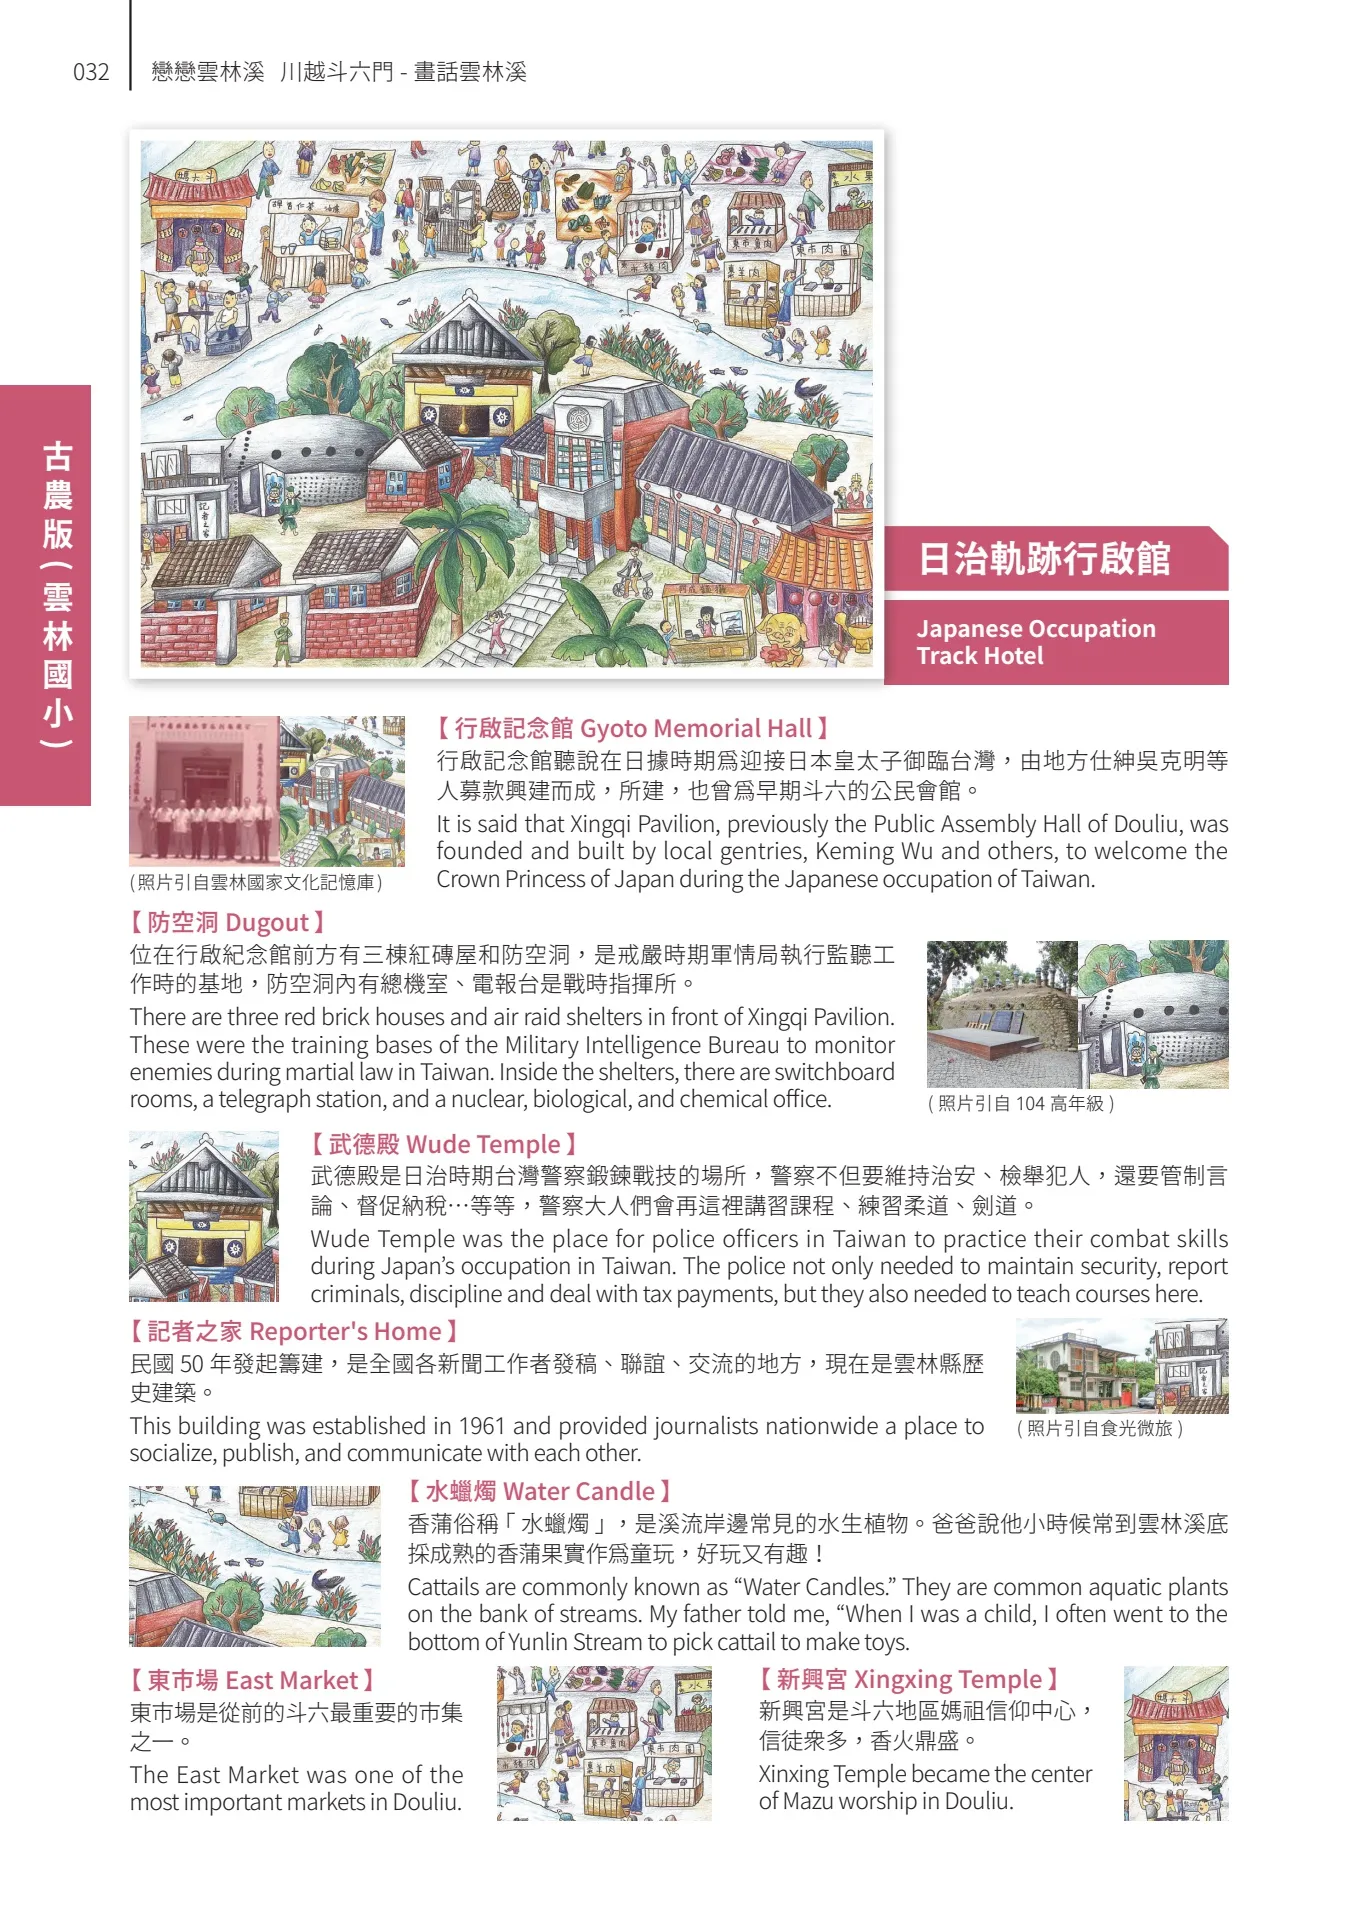 032
戀戀雲林溪 川越斗六門 - 畫話雲林溪
古農版(雲林國小)
日治軌跡行啟館
Japanese Occupation
Track Hotel
【行啟記念館 Gyoto Memorial Hall】
行啟記念館聽說在日據時期為迎接日本皇太子御臨台灣，由地方仕紳吳克明等
人募款興建而成，所建，也曾為早期斗六的公民會館。
It is said that Xingqi Pavilion, previously the Public Assembly Hall of Douliu, was
founded and built by local gentries, Keming Wu and others, to welcome the
Crown Princess of Japan during the Japanese occupation of Taiwan.
(照片引自雲林國家文化記憶庫)
【防空洞 Dugout】
位在行啟紀念館前方有三棟紅磚屋和防空洞，是戒嚴時期軍情局執行監聽工
作時的基地，防空洞內有總機室、電報台是戰時指揮所。
There are three red brick houses and air raid shelters in front of Xingqi Pavilion.
These were the training bases of the Military Intelligence Bureau to monitor
enemies during martial law in Taiwan. Inside the shelters, there are switchboard
rooms, a telegraph station, and a nuclear, biological, and chemical office.
(照片引自 104 高年級)
【武德殿 Wude Temple】
武德殿是日治時期台灣警察鍛鍊戰技的場所，警察不但要維持治安、檢舉犯人，還要管制言
論、督促納稅…等等，警察大人們會再這裡講習課程、練習柔道、劍道。
Wude Temple was the place for police officers in Taiwan to practice their combat skills
during Japan’s occupation in Taiwan. The police not only needed to maintain security, report
criminals, discipline and deal with tax payments, but they also needed to teach courses here.
【記者之家 Reporter's Home】
民國 50 年發起籌建，是全國各新聞工作者發稿、聯誼、交流的地方，現在是雲林縣歷
史建築。
This building was established in 1961 and provided journalists nationwide a place to
socialize, publish, and communicate with each other.
(照片引自食光微旅)
【水蠟燭 Water Candle】
香蒲俗稱「水蠟燭」，是溪流岸邊常見的水生植物。爸爸說他小時候常到雲林溪底
採成熟的香蒲果實作為童玩，好玩又有趣！
Cattails are commonly known as “Water Candles.” They are common aquatic plants
on the bank of streams. My father told me, “When I was a child, I often went to the
bottom of Yunlin Stream to pick cattail to make toys.
【東市場 East Market】
東市場是從前的斗六最重要的市集
之一。
The East Market was one of the
most important markets in Douliu.
【新興宮 Xingxing Temple】
新興宮是斗六地區媽祖信仰中心，
信徒眾多，香火鼎盛。
Xinxing Temple became the center
of Mazu worship in Douliu.